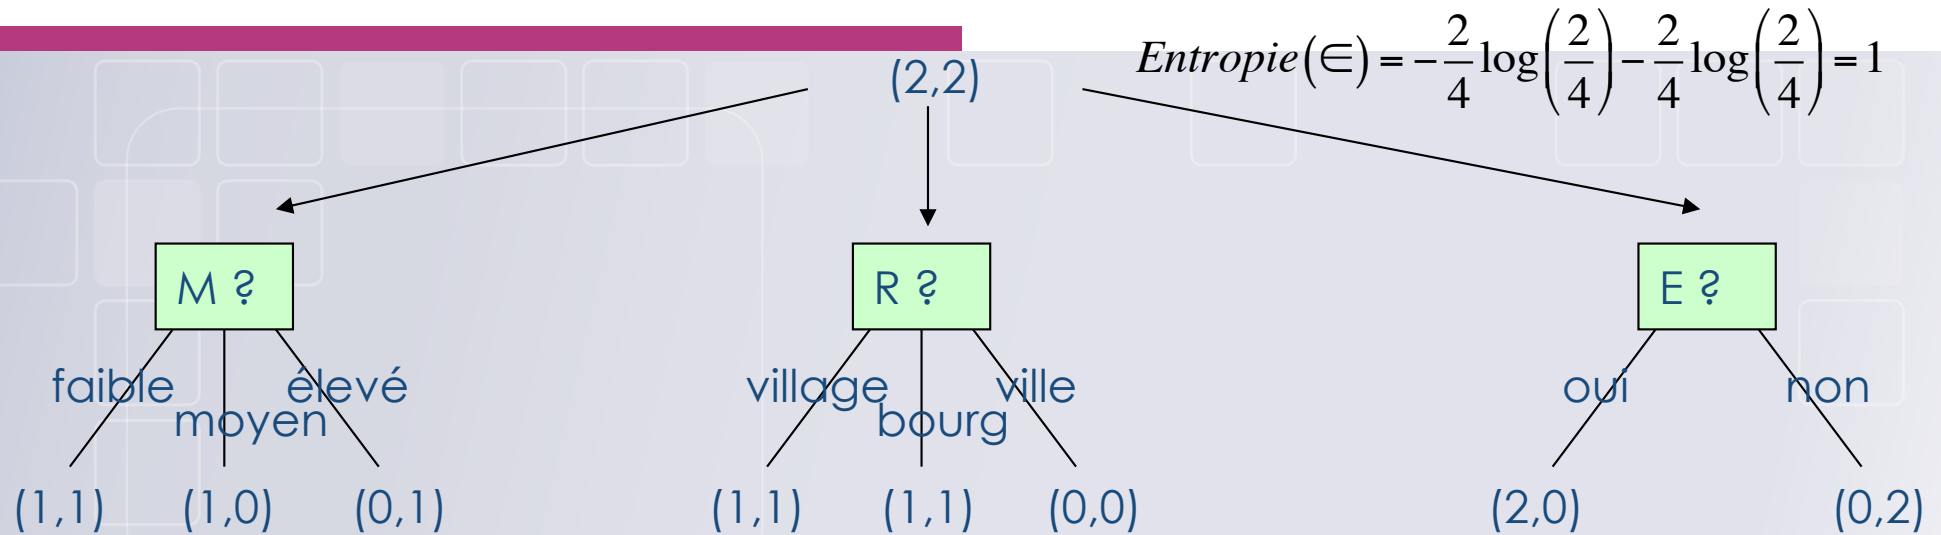 Entropie(∈) = −2/4 log(2/4) − 2/4 log(2/4) = 1
(2,2)
M ? R ? E ?
faible moyen élevé village bourg ville oui non
(1,1) (1,0) (0,1) (1,1) (1,1) (0,0) (2,0) (0,2)